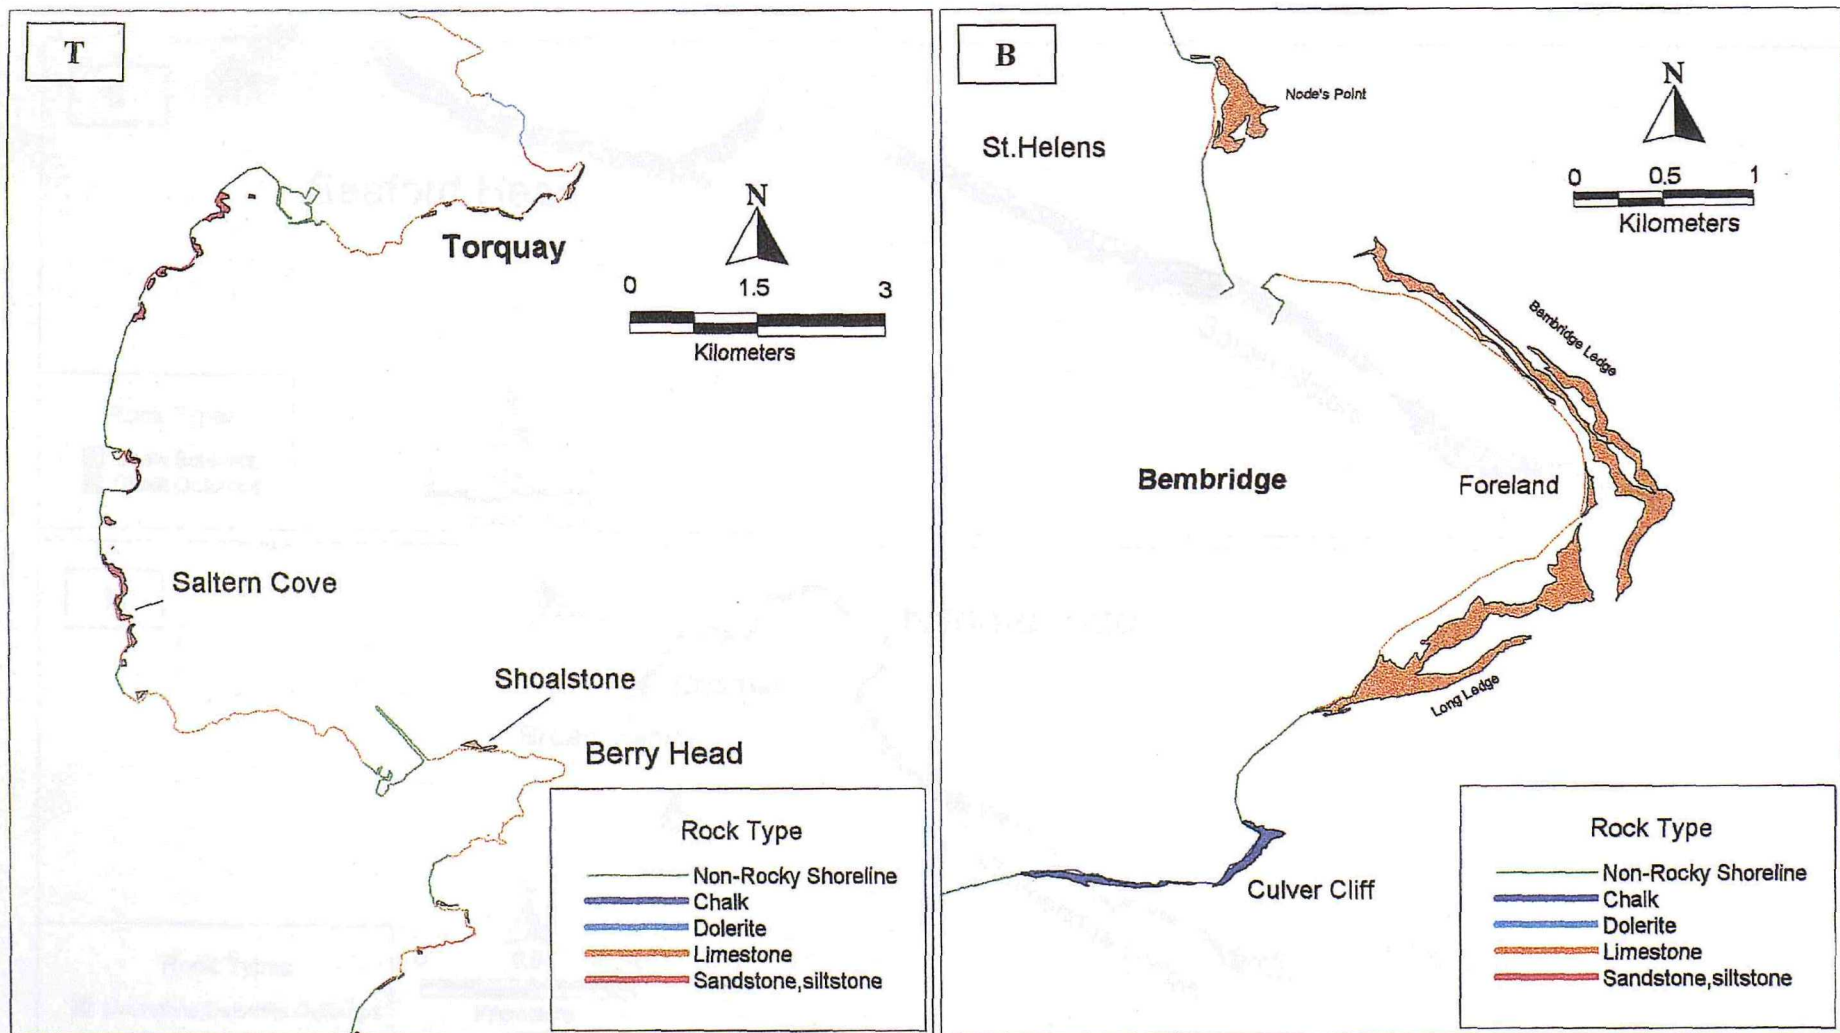 T
N
Torquay
0 1.5 3
Kilometers
Saltern Cove
Shoalstone
Berry Head
Rock Type
Non-Rocky Shoreline
Chalk
Dolerite
Limestone
Sandstone,siltstone
B
Node's Point
N
St.Helens
0 0.5 1
Kilometers
Bembridge Ledge
Bembridge
Foreland
Long Ledge
Culver Cliff
Rock Type
Non-Rocky Shoreline
Chalk
Dolerite
Limestone
Sandstone,siltstone